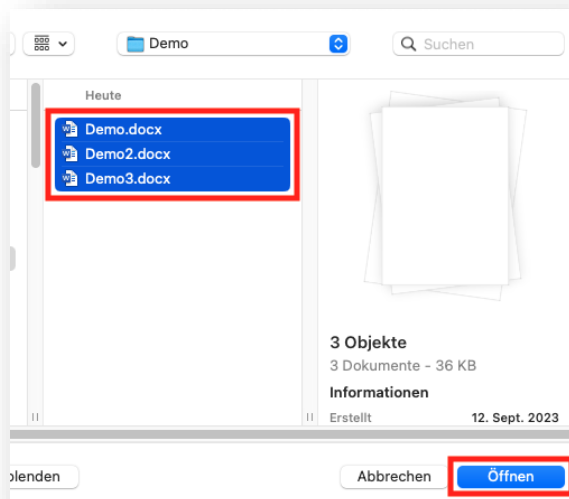 Demo
Suchen
Heute
Demo.docx
Demo2.docx
Demo3.docx
3 Objekte
3 Dokumente - 36 KB
Informationen
Erstellt 12. Sept. 2023
Abbrechen
Öffnen